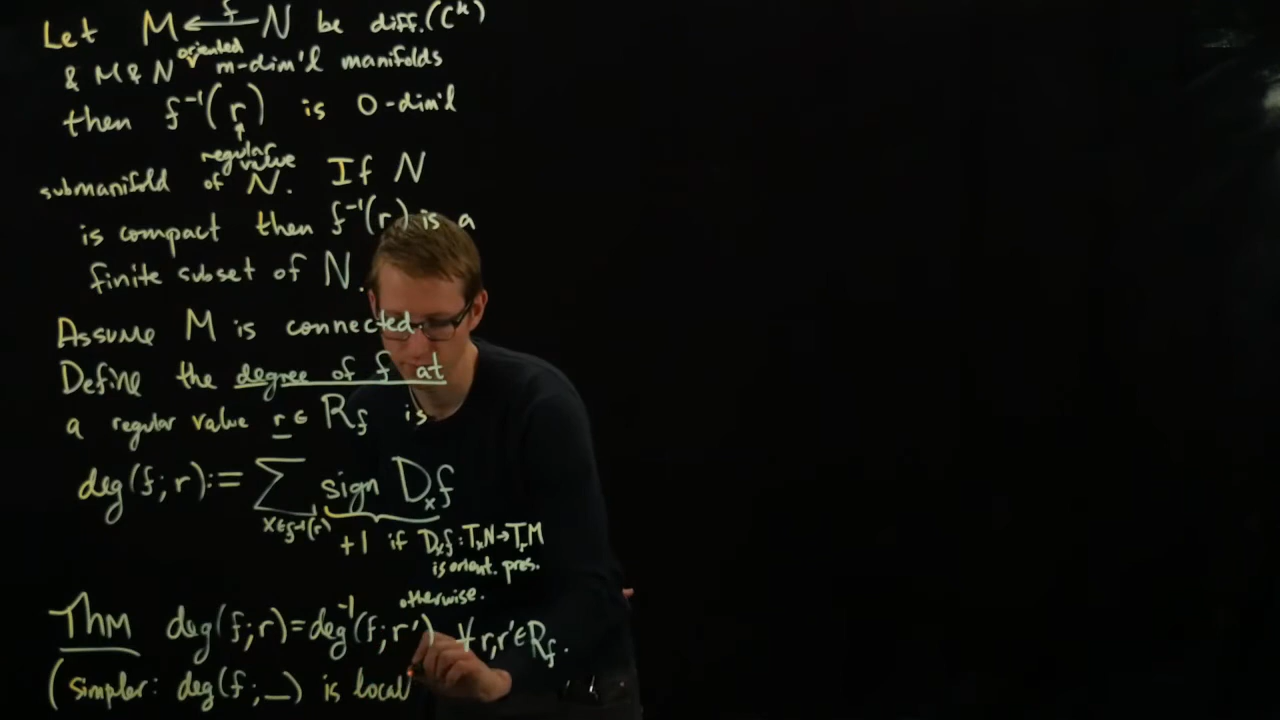 Let M ←f— N be diff. (Cᵏ)
& M & N oriented m-dim'l manifolds
then f⁻¹(r) is 0-dim'l
regular value
submanifold of N. If N
is compact then f⁻¹(r) is a
finite subset of N.
Assume M is connected.
Define the degree of f at
a regular value r ∈ R_f is
deg(f; r) := ∑ sign D_x f
x∈f⁻¹(r)
+1 if D_x f : T_x N → T_r M
is orient. pres.
-1 otherwise.
Thm deg(f; r) = deg(f; r') ∀ r, r' ∈ R_f.
(simpler: deg(f; _) is local